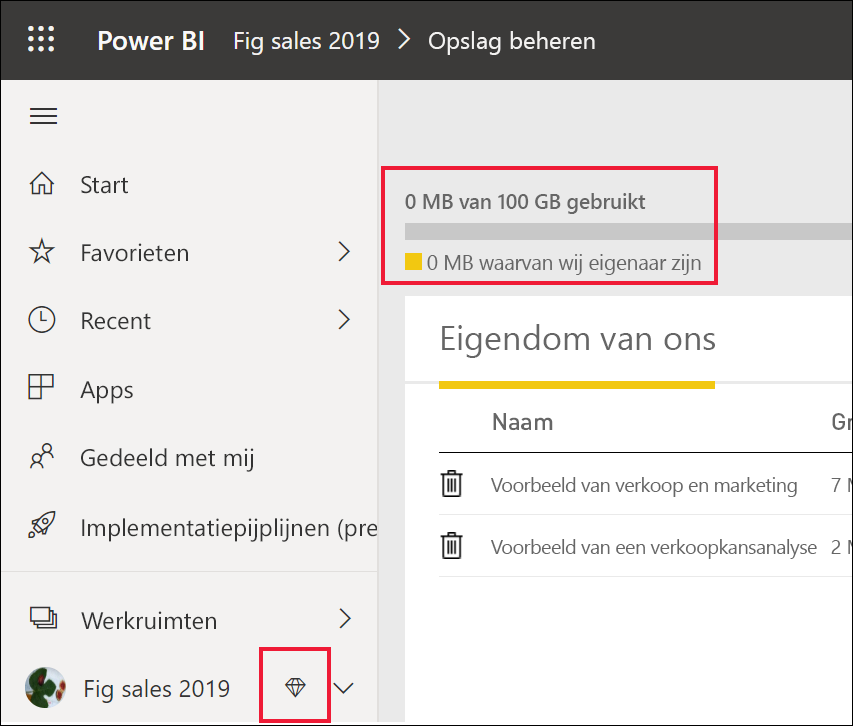 Power BI Fig sales 2019 > Opslag beheren
Start
Favorieten
Recent
Apps
Gedeeld met mij
Implementatiepijplijnen (pre
Werkruimten
Fig sales 2019
0 MB van 100 GB gebruikt
0 MB waarvan wij eigenaar zijn
Eigendom van ons
Naam Gr
Voorbeeld van verkoop en marketing 7 M
Voorbeeld van een verkoopkansanalyse 2 M